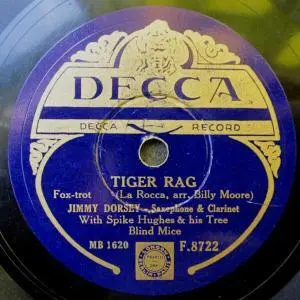 DECCA
DECCA RECORD
TIGER RAG
Fox-trot (La Rocca, arr. Billy Moore)
JIMMY DORSEY - Saxophone & Clarinet
With Spike Hughes & his Tree
Blind Mice
MB 1620 F.8722